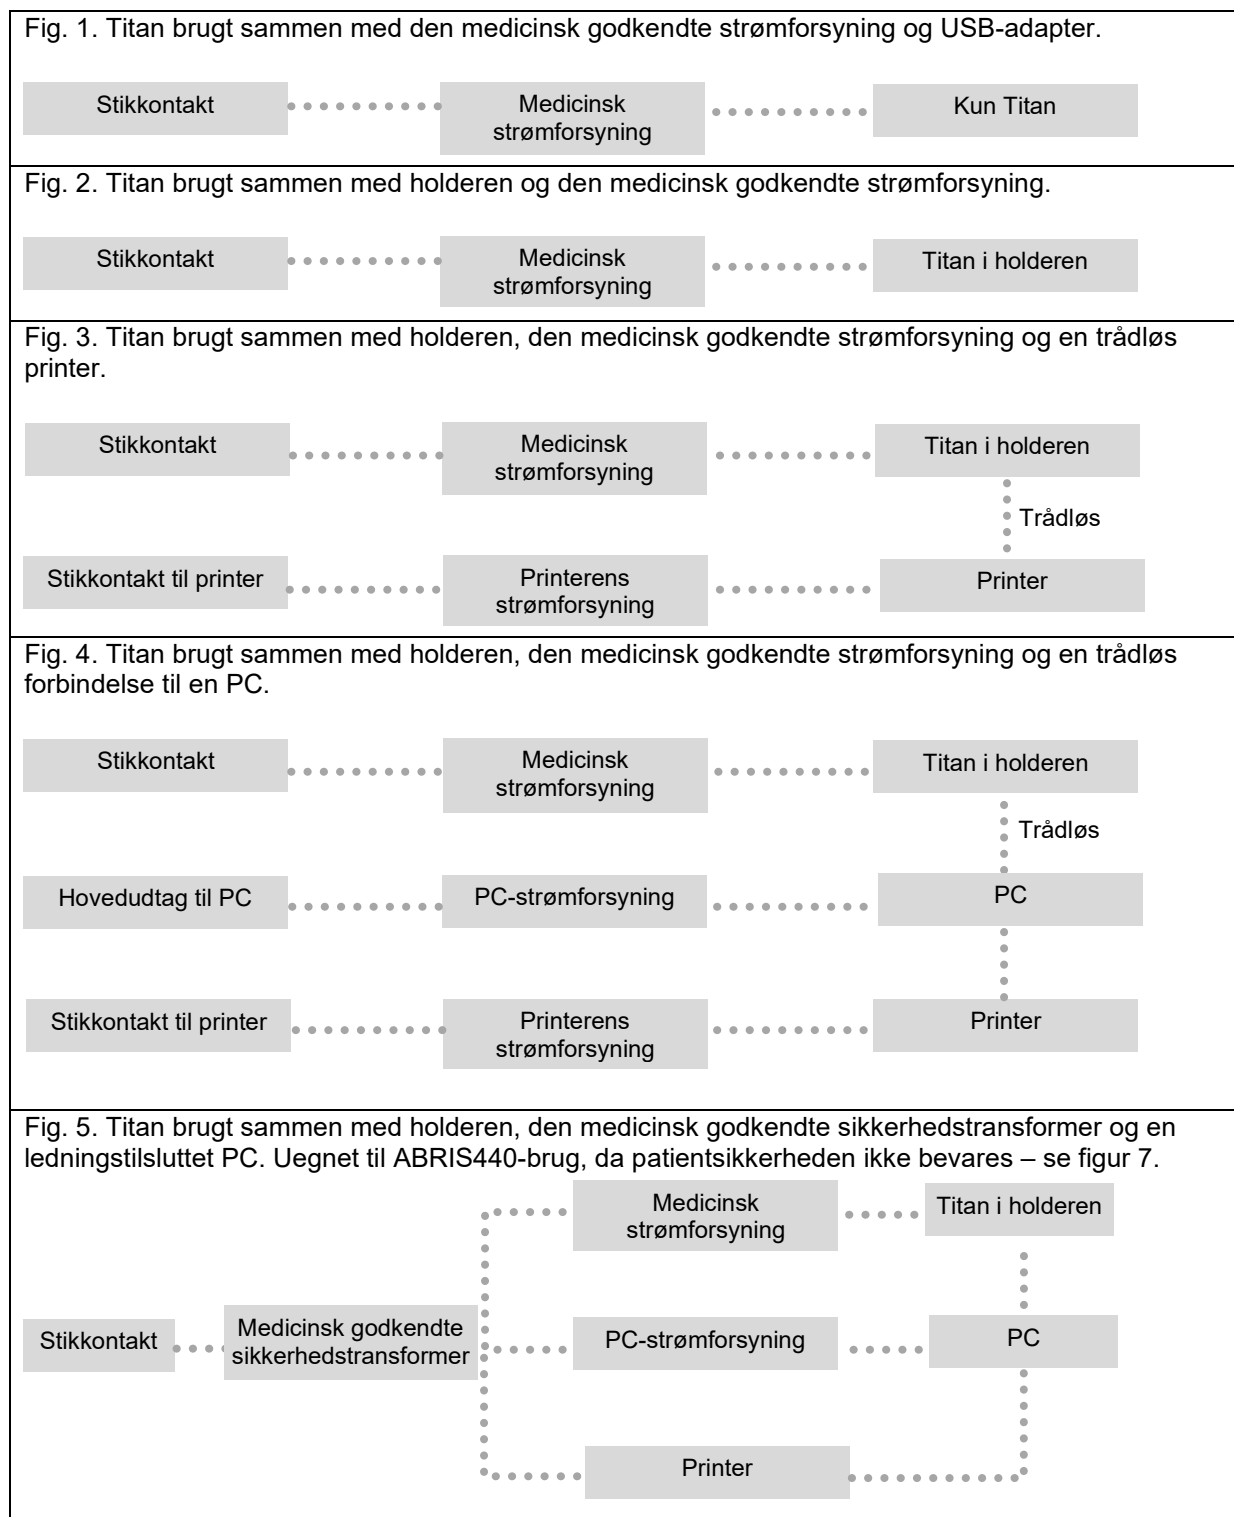 Fig. 1. Titan brugt sammen med den medicinsk godkendte strømforsyning og USB-adapter.
Stikkontakt
Medicinsk
strømforsyning
Kun Titan
Fig. 2. Titan brugt sammen med holderen og den medicinsk godkendte strømforsyning.
Stikkontakt
Medicinsk
strømforsyning
Titan i holderen
Fig. 3. Titan brugt sammen med holderen, den medicinsk godkendte strømforsyning og en trådløs
printer.
Stikkontakt
Medicinsk
strømforsyning
Titan i holderen
Trådløs
Stikkontakt til printer
Printerens
strømforsyning
Printer
Fig. 4. Titan brugt sammen med holderen, den medicinsk godkendte strømforsyning og en trådløs
forbindelse til en PC.
Stikkontakt
Medicinsk
strømforsyning
Titan i holderen
Trådløs
Hovedudtag til PC
PC-strømforsyning
PC
Stikkontakt til printer
Printerens
strømforsyning
Printer
Fig. 5. Titan brugt sammen med holderen, den medicinsk godkendte sikkerhedstransformer og en
ledningstilsluttet PC. Uegnet til ABRIS440-brug, da patientsikkerheden ikke bevares – se figur 7.
Medicinsk
strømforsyning
Titan i holderen
Stikkontakt
Medicinsk godkendte
sikkerhedstransformer
PC-strømforsyning
PC
Printer